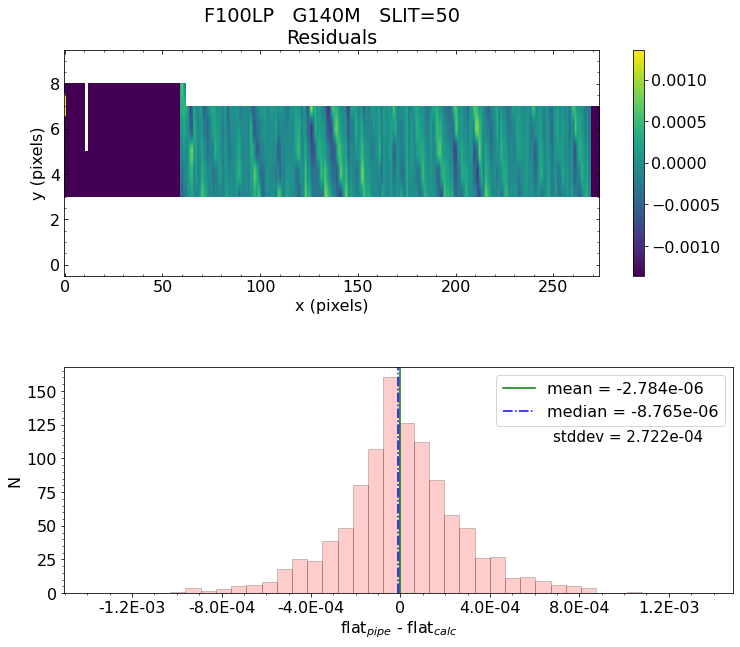 F100LP   G140M   SLIT=50
Residuals
8
6
4
2
0
y (pixels)
0 50 100 150 200 250
x (pixels)
0.0010
0.0005
0.0000
−0.0005
−0.0010
mean = -2.784e-06
median = -8.765e-06
stddev = 2.722e-04
150
125
100
75
50
25
0
N
-1.2E-03 -8.0E-04 -4.0E-04 0 4.0E-04 8.0E-04 1.2E-03
flat_pipe - flat_calc